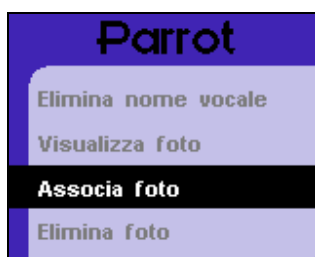 Parrot
Elimina nome vocale
Visualizza foto
Associa foto
Elimina foto